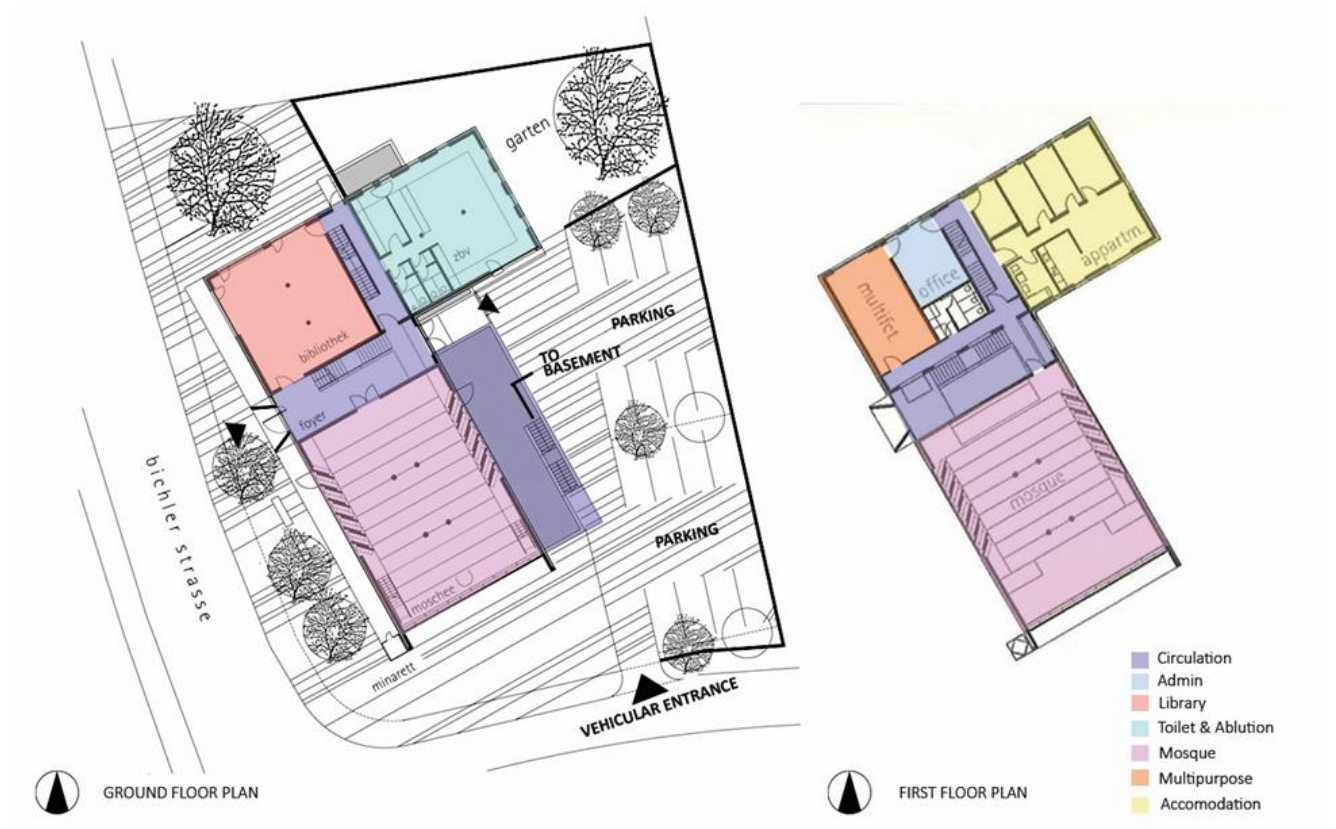 garten
zbv
bibliothek
foyer
PARKING
TO
BASEMENT
PARKING
bichler strasse
moschee
minarett
VEHICULAR ENTRANCE
GROUND FLOOR PLAN
multifct.
office
appartm.
mosque
FIRST FLOOR PLAN
Circulation
Admin
Library
Toilet & Ablution
Mosque
Multipurpose
Accomodation